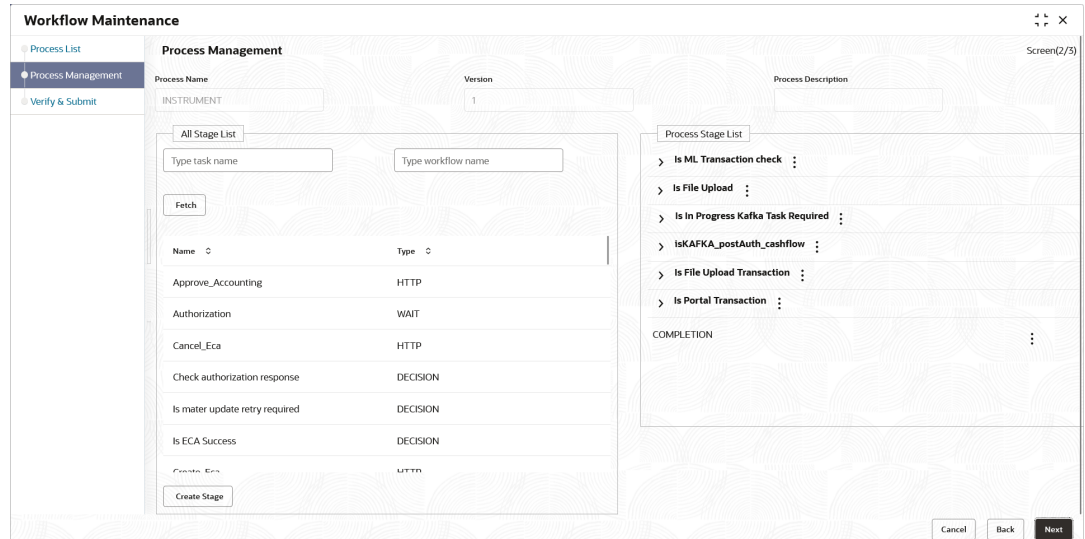 Workflow Maintenance
Process List
Process Management
Verify & Submit
Process Management
Screen(2/3)
Process Name
Version
Process Description
INSTRUMENT
1
All Stage List
Type task name
Type workflow name
Fetch
Name
Type
Approve_Accounting
HTTP
Authorization
WAIT
Cancel_Eca
HTTP
Check authorization response
DECISION
Is mater update retry required
DECISION
Is ECA Success
DECISION
Create_Eca
HTTP
Create Stage
Process Stage List
Is ML Transaction check
Is File Upload
Is In Progress Kafka Task Required
isKAFKA_postAuth_cashflow
Is File Upload Transaction
Is Portal Transaction
COMPLETION
Cancel
Back
Next